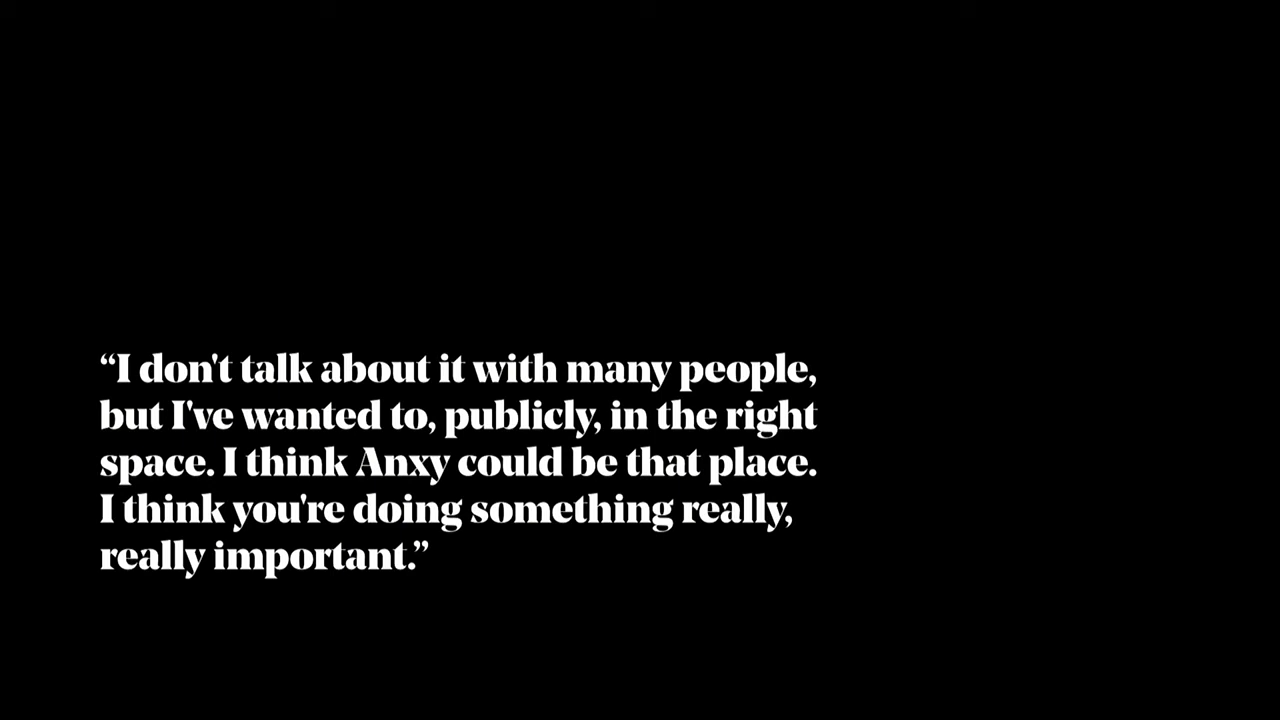 “I don't talk about it with many people,
but I've wanted to, publicly, in the right
space. I think Anxy could be that place.
I think you're doing something really,
really important.”